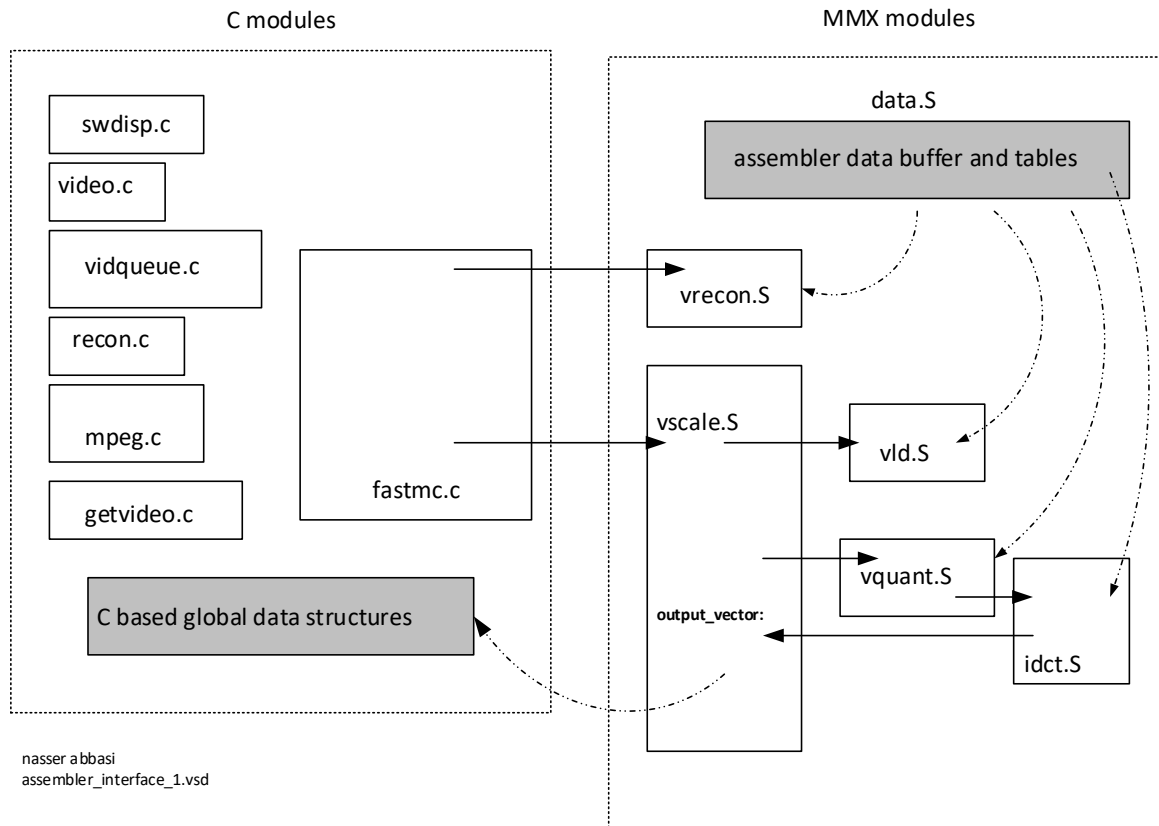 C modules
MMX modules
swdisp.c
video.c
vidqueue.c
recon.c
mpeg.c
getvideo.c
fastmc.c
C based global data structures
data.S
assembler data buffer and tables
vrecon.S
vscale.S
vld.S
vquant.S
output_vector:
idct.S
nasser abbasi
assembler_interface_1.vsd